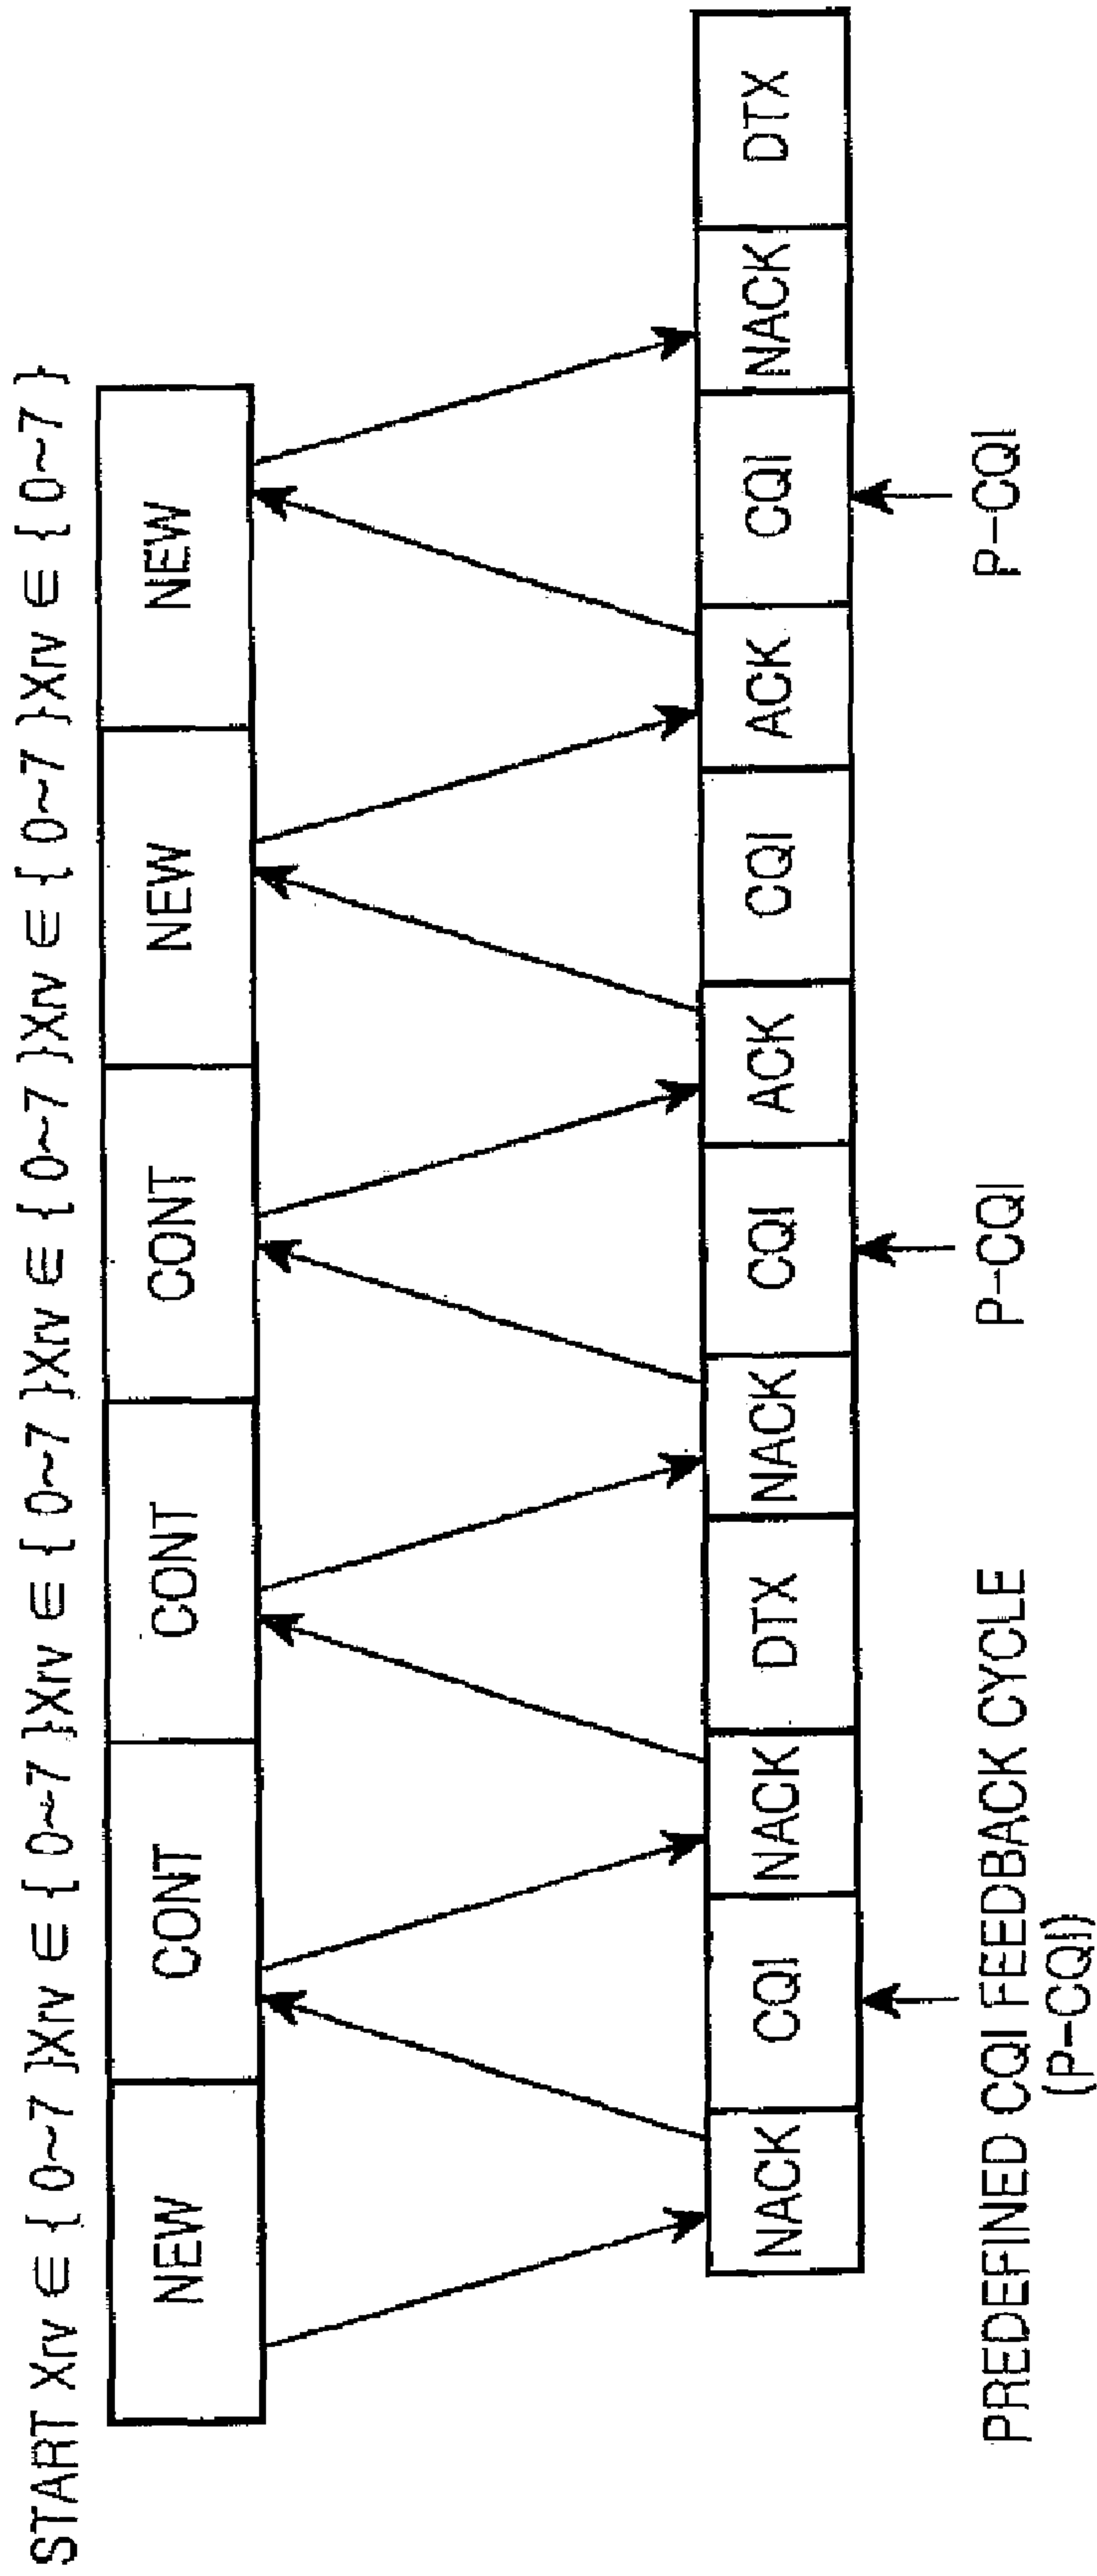 START Xrv ∈ { 0~7 }Xrv ∈ { 0~7 }Xrv ∈ { 0~7 }Xrv ∈ { 0~7 }Xrv ∈ { 0~7 }Xrv ∈ { 0~7 }
NEW CONT CONT CONT NEW NEW
NACK CQI NACK DTX NACK CQI ACK CQI ACK CQI NACK DTX
PREDEFINED CQI FEEDBACK CYCLE
(P-CQI)
P-CQI
P-CQI